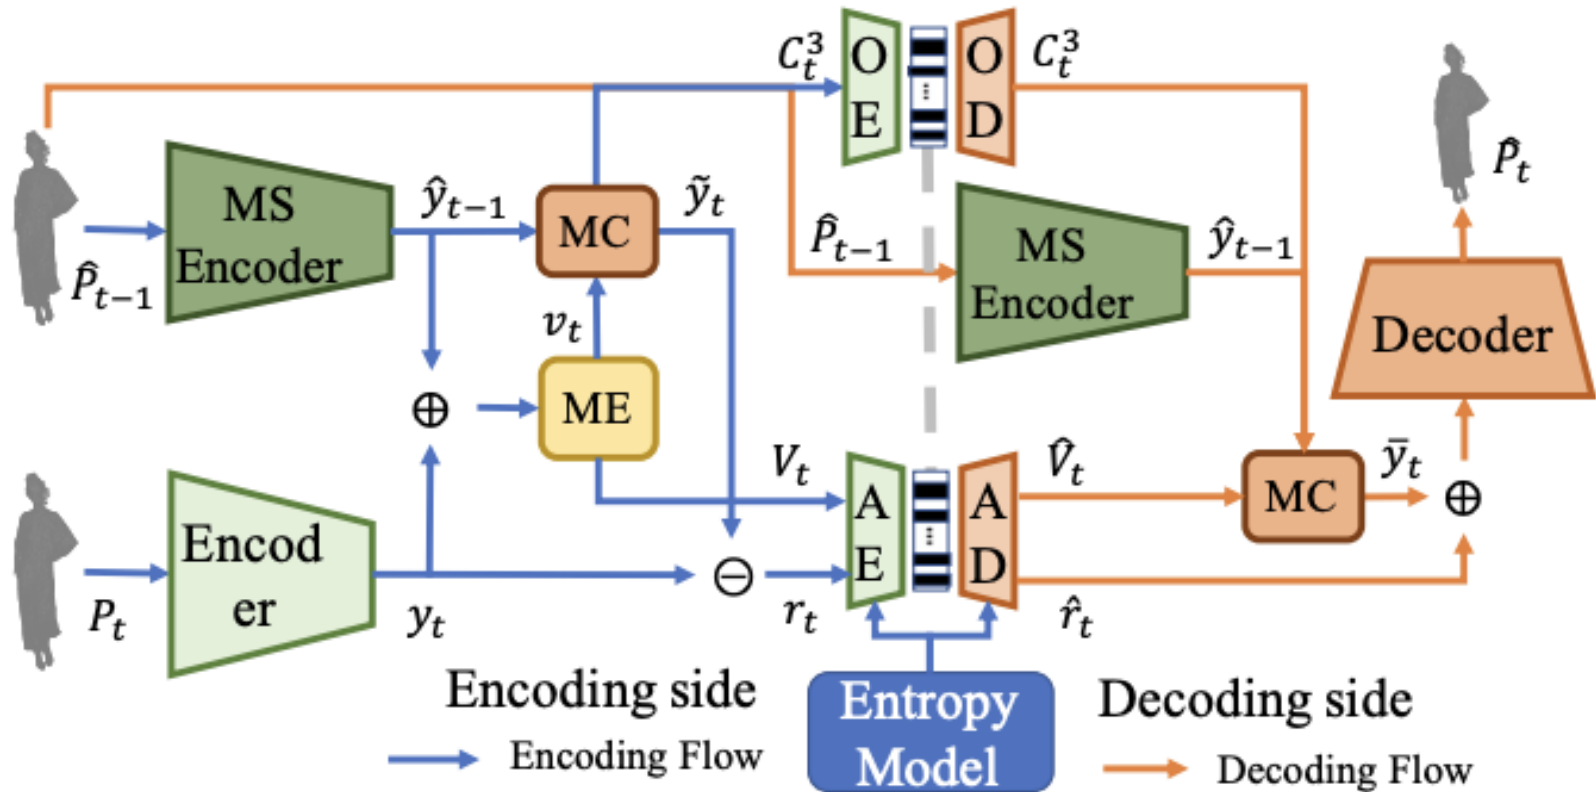 C_t^3
O
E
O
D
C_t^3
MS
Encoder
P̂_{t-1}
ŷ_{t-1}
MC
ỹ_t
P̂_{t-1}
MS
Encoder
ŷ_{t-1}
P̂_t
Decoder
v_t
ME
V_t
A
E
A
D
V̂_t
MC
ȳ_t
⊕
⊕
Encod
er
P_t
y_t
⊖
r_t
r̂_t
Encoding side
Encoding Flow
Entropy
Model
Decoding side
Decoding Flow